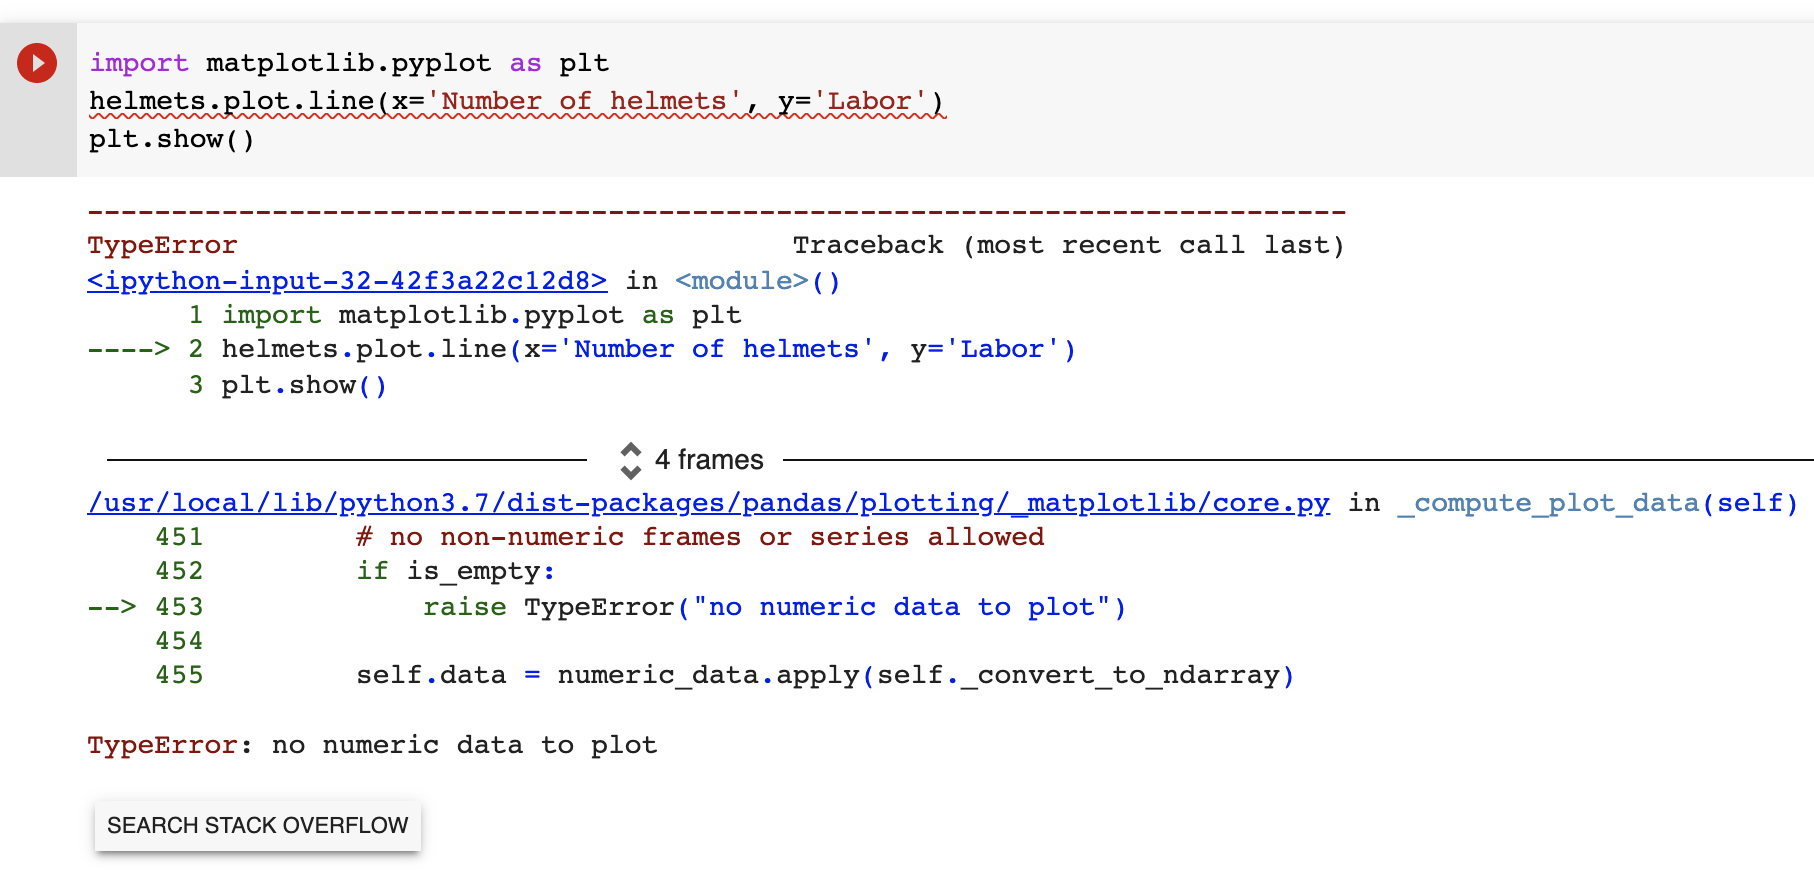 import matplotlib.pyplot as plt
helmets.plot.line(x='Number of helmets', y='Labor')
plt.show()
---------------------------------------------------------------------------
TypeError                                 Traceback (most recent call last)
<ipython-input-32-42f3a22c12d8> in <module>()
      1 import matplotlib.pyplot as plt
----> 2 helmets.plot.line(x='Number of helmets', y='Labor')
      3 plt.show()
4 frames
/usr/local/lib/python3.7/dist-packages/pandas/plotting/_matplotlib/core.py in _compute_plot_data(self)
    451         # no non-numeric frames or series allowed
    452         if is_empty:
--> 453             raise TypeError("no numeric data to plot")
    454
    455         self.data = numeric_data.apply(self._convert_to_ndarray)
TypeError: no numeric data to plot
SEARCH STACK OVERFLOW